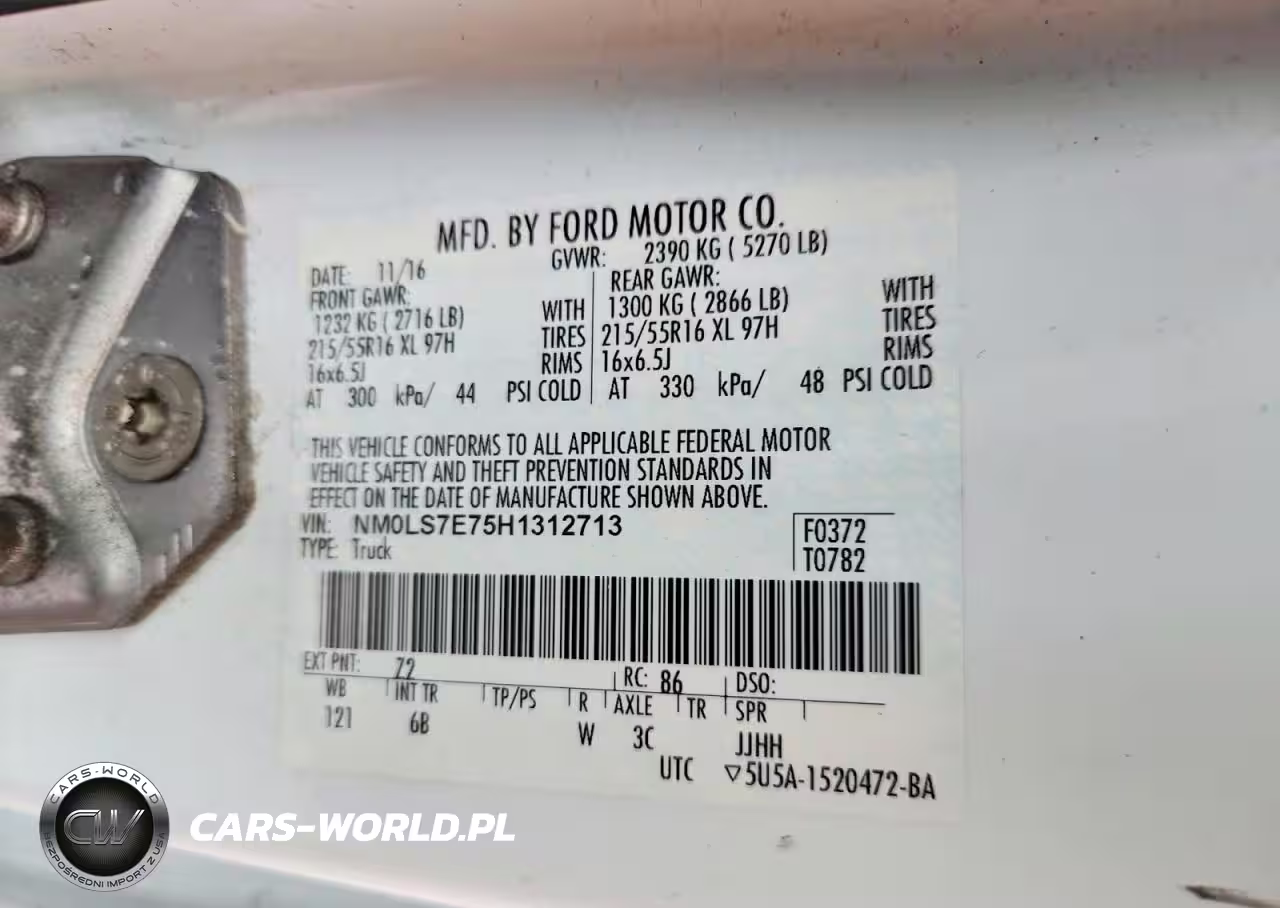 MFD. BY FORD MOTOR CO.
DATE: 11/16 GVWR: 2390 KG ( 5270 LB)
FRONT GAWR: REAR GAWR:
1232 KG ( 2716 LB) WITH 1300 KG ( 2866 LB) WITH
215/55R16 XL 97H TIRES 215/55R16 XL 97H TIRES
16x6.5J RIMS 16x6.5J RIMS
AT 300 kPa/ 44 PSI COLD AT 330 kPa/ 48 PSI COLD
THIS VEHICLE CONFORMS TO ALL APPLICABLE FEDERAL MOTOR
VEHICLE SAFETY AND THEFT PREVENTION STANDARDS IN
EFFECT ON THE DATE OF MANUFACTURE SHOWN ABOVE.
VIN: NM0LS7E75H1312713 F0372
TYPE: Truck T0782
EXT PNT: Z2 RC: 86 DSO:
WB INT TR TP/PS R AXLE TR SPR
121 6B W 3C JJHH
UTC ▽5U5A-1520472-BA
CARS-WORLD
CW
BEZPOŚREDNI IMPORT Z USA
CARS-WORLD.PL